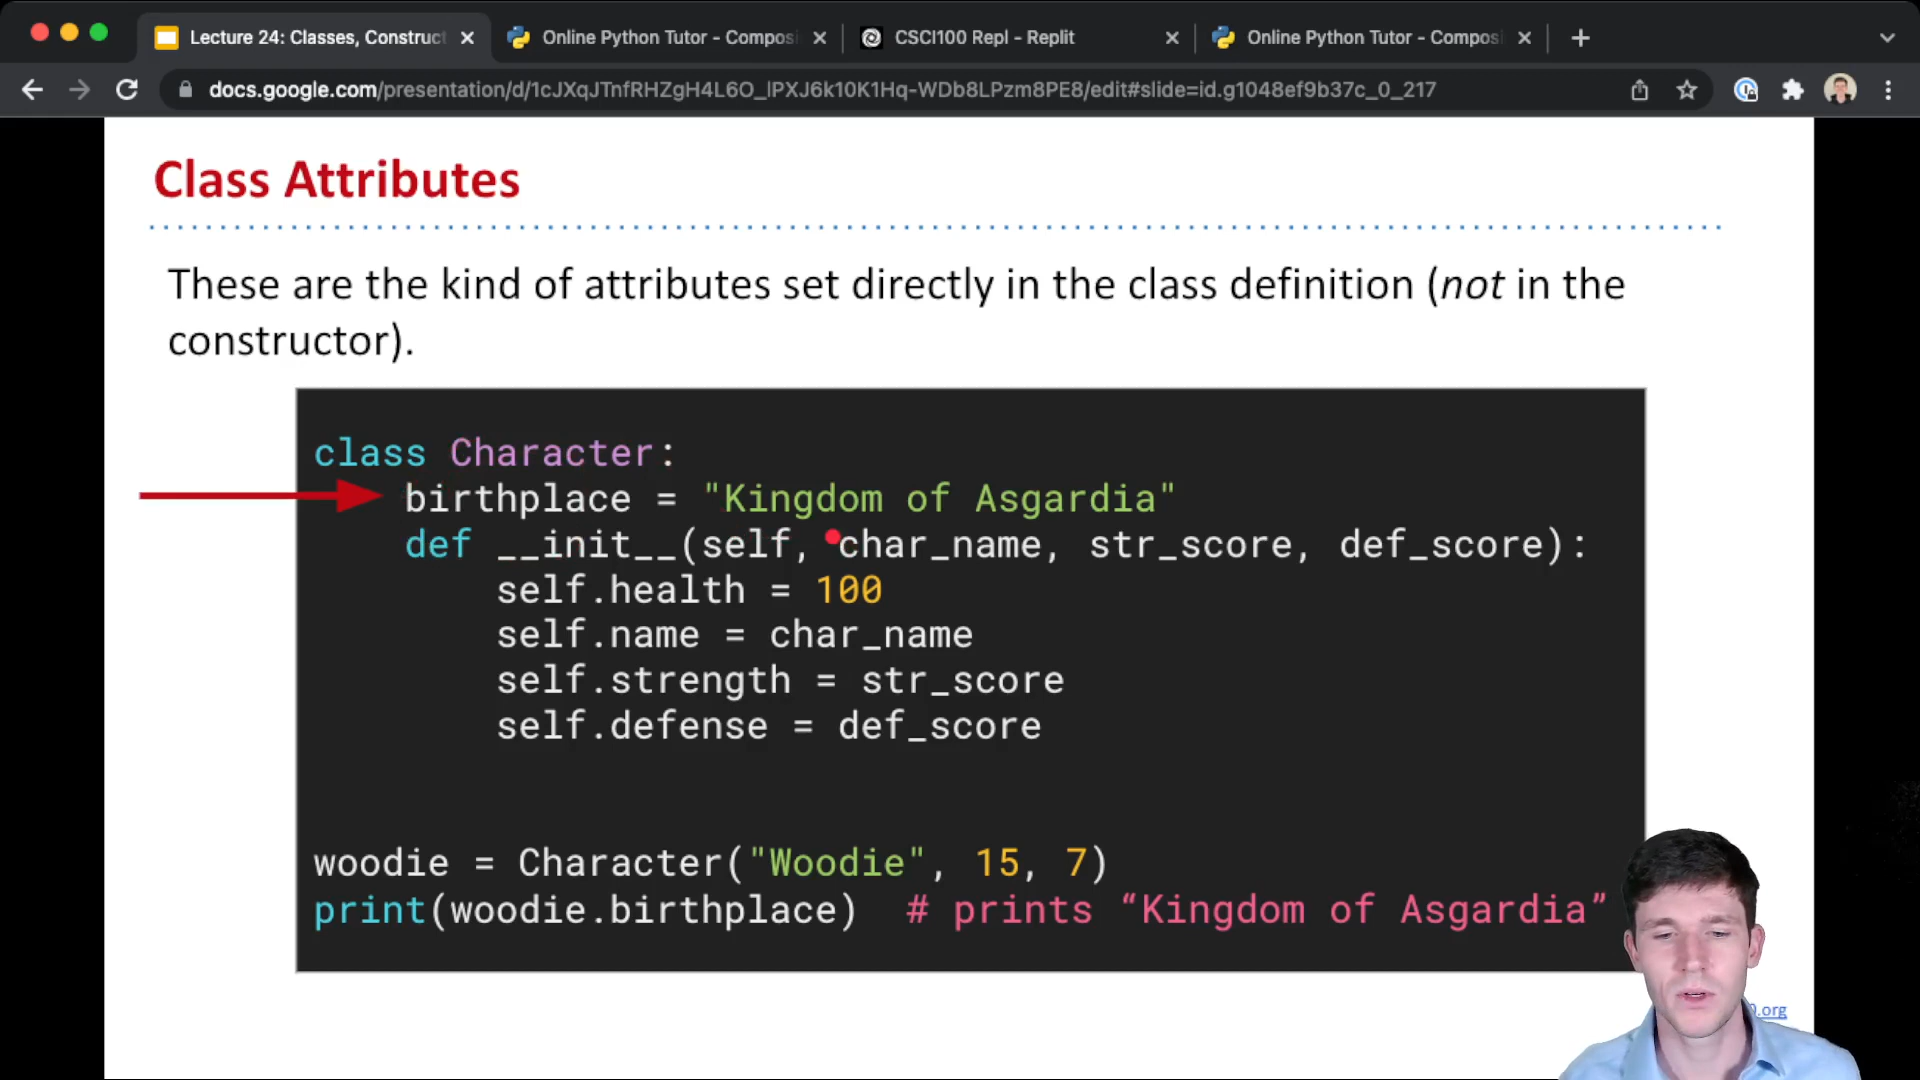 Lecture 24: Classes, Construct
Online Python Tutor - Composi
CSCI100 Repl - Replit
Online Python Tutor - Composi
docs.google.com/presentation/d/1cJXqJTnfRHZgH4L6O_lPXJ6k10K1Hq-WDb8LPzm8PE8/edit#slide=id.g1048ef9b37c_0_217
Class Attributes
These are the kind of attributes set directly in the class definition (not in the
constructor).
class Character:
birthplace = "Kingdom of Asgardia"
def __init__(self, char_name, str_score, def_score):
self.health = 100
self.name = char_name
self.strength = str_score
self.defense = def_score
woodie = Character("Woodie", 15, 7)
print(woodie.birthplace)  # prints “Kingdom of Asgardia”
.org